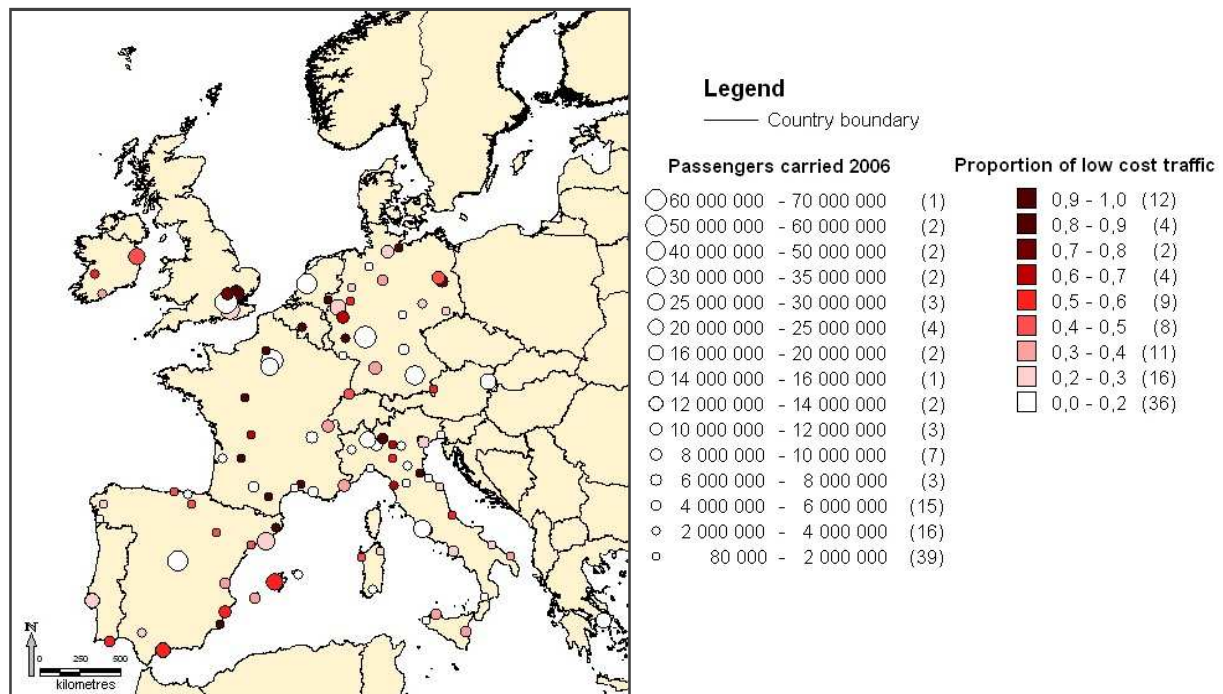 Legend
Country boundary
Passengers carried 2006
60 000 000 - 70 000 000 (1)
50 000 000 - 60 000 000 (2)
40 000 000 - 50 000 000 (2)
30 000 000 - 35 000 000 (2)
25 000 000 - 30 000 000 (3)
20 000 000 - 25 000 000 (4)
16 000 000 - 20 000 000 (2)
14 000 000 - 16 000 000 (1)
12 000 000 - 14 000 000 (2)
10 000 000 - 12 000 000 (3)
8 000 000 - 10 000 000 (7)
6 000 000 - 8 000 000 (3)
4 000 000 - 6 000 000 (15)
2 000 000 - 4 000 000 (16)
80 000 - 2 000 000 (39)
Proportion of low cost traffic
0,9 - 1,0 (12)
0,8 - 0,9 (4)
0,7 - 0,8 (2)
0,6 - 0,7 (4)
0,5 - 0,6 (9)
0,4 - 0,5 (8)
0,3 - 0,4 (11)
0,2 - 0,3 (16)
0,0 - 0,2 (36)
N
0 250 500
kilometres